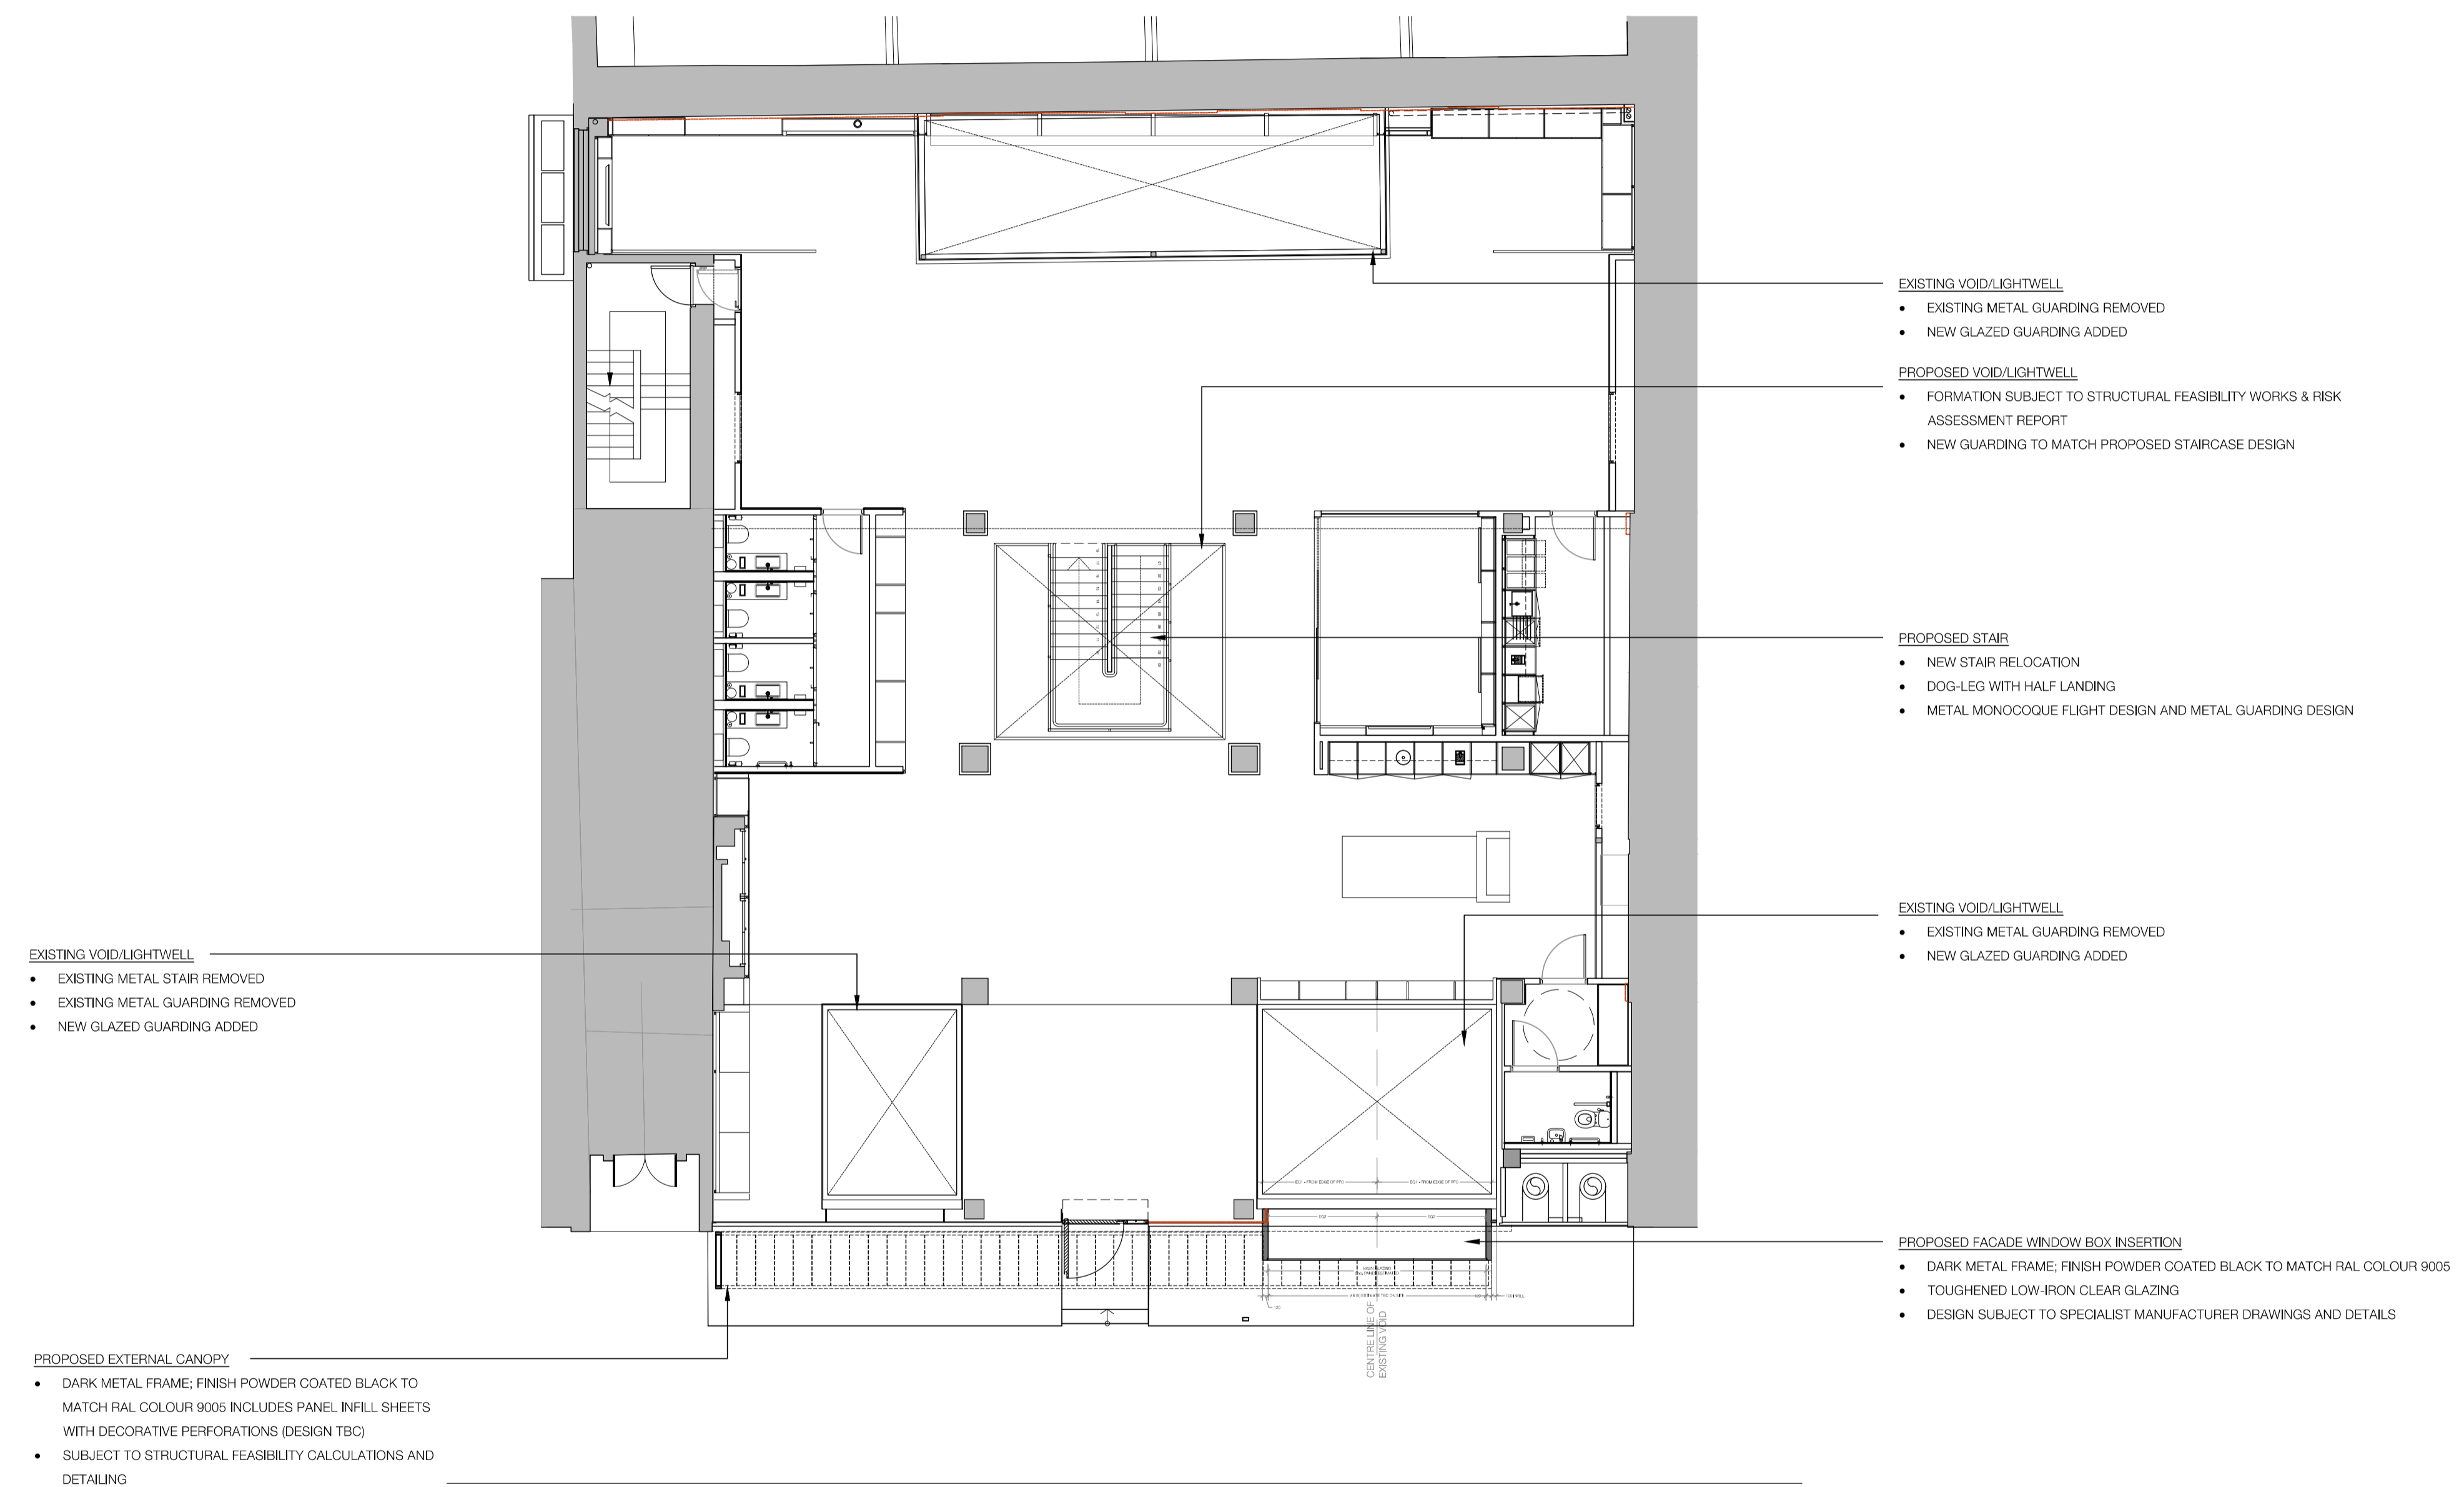 EXISTING VOID/LIGHTWELL
• EXISTING METAL GUARDING REMOVED
• NEW GLAZED GUARDING ADDED
PROPOSED VOID/LIGHTWELL
• FORMATION SUBJECT TO STRUCTURAL FEASIBILITY WORKS & RISK
ASSESSMENT REPORT
• NEW GUARDING TO MATCH PROPOSED STAIRCASE DESIGN
PROPOSED STAIR
• NEW STAIR RELOCATION
• DOG-LEG WITH HALF LANDING
• METAL MONOCOQUE FLIGHT DESIGN AND METAL GUARDING DESIGN
EXISTING VOID/LIGHTWELL
• EXISTING METAL GUARDING REMOVED
• NEW GLAZED GUARDING ADDED
EXISTING VOID/LIGHTWELL
• EXISTING METAL STAIR REMOVED
• EXISTING METAL GUARDING REMOVED
• NEW GLAZED GUARDING ADDED
PROPOSED FACADE WINDOW BOX INSERTION
• DARK METAL FRAME; FINISH POWDER COATED BLACK TO MATCH RAL COLOUR 9005
• TOUGHENED LOW-IRON CLEAR GLAZING
• DESIGN SUBJECT TO SPECIALIST MANUFACTURER DRAWINGS AND DETAILS
CENTRE LINE OF
EXISTING VOID
PROPOSED EXTERNAL CANOPY
• DARK METAL FRAME; FINISH POWDER COATED BLACK TO
MATCH RAL COLOUR 9005 INCLUDES PANEL INFILL SHEETS
WITH DECORATIVE PERFORATIONS (DESIGN TBC)
• SUBJECT TO STRUCTURAL FEASIBILITY CALCULATIONS AND
DETAILING